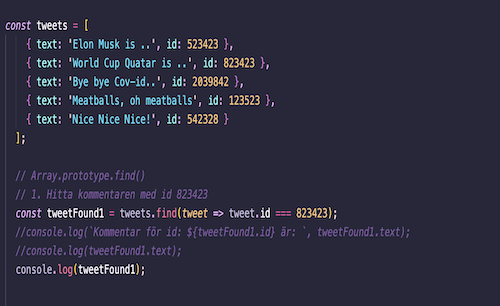 const tweets = [
{ text: 'Elon Musk is ..', id: 523423 },
{ text: 'World Cup Quatar is ..', id: 823423 },
{ text: 'Bye bye Cov-id..', id: 2039842 },
{ text: 'Meatballs, oh meatballs', id: 123523 },
{ text: 'Nice Nice Nice!', id: 542328 }
];
// Array.prototype.find()
// 1. Hitta kommentaren med id 823423
const tweetFound1 = tweets.find(tweet => tweet.id === 823423);
//console.log(`Kommentar för id: ${tweetFound1.id} är: `, tweetFound1.text);
//console.log(tweetFound1.text);
console.log(tweetFound1);